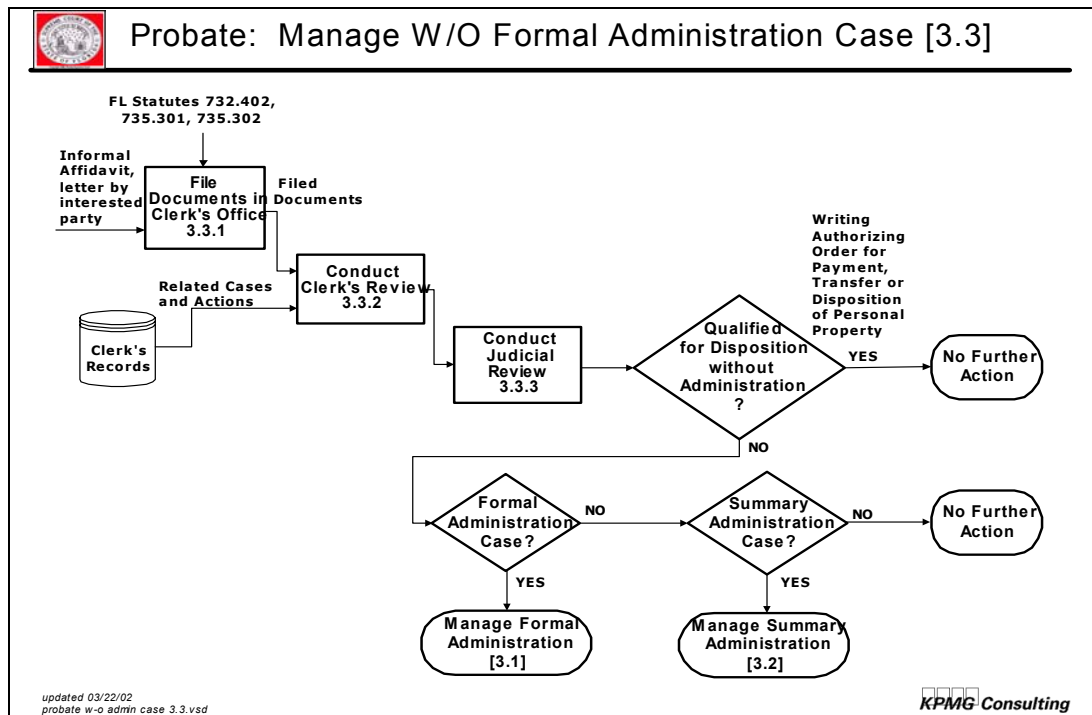 Probate: Manage W/O Formal Administration Case [3.3]
FL Statutes 732.402,
735.301, 735.302
Informal
Affidavit,
letter by
interested
party
File
Documents in
Clerk's Office
3.3.1
Filed
Documents
Related Cases
and Actions
Clerk's
Records
Conduct
Clerk's Review
3.3.2
Conduct
Judicial
Review
3.3.3
Qualified
for Disposition
without
Administration
?
Writing
Authorizing
Order for
Payment,
Transfer or
Disposition
of Personal
Property
YES
No Further
Action
NO
Formal
Administration
Case?
NO
Summary
Administration
Case?
NO
No Further
Action
YES
YES
Manage Formal
Administration
[3.1]
Manage Summary
Administration
[3.2]
updated 03/22/02
probate w-o admin case 3.3.vsd
KPMG Consulting